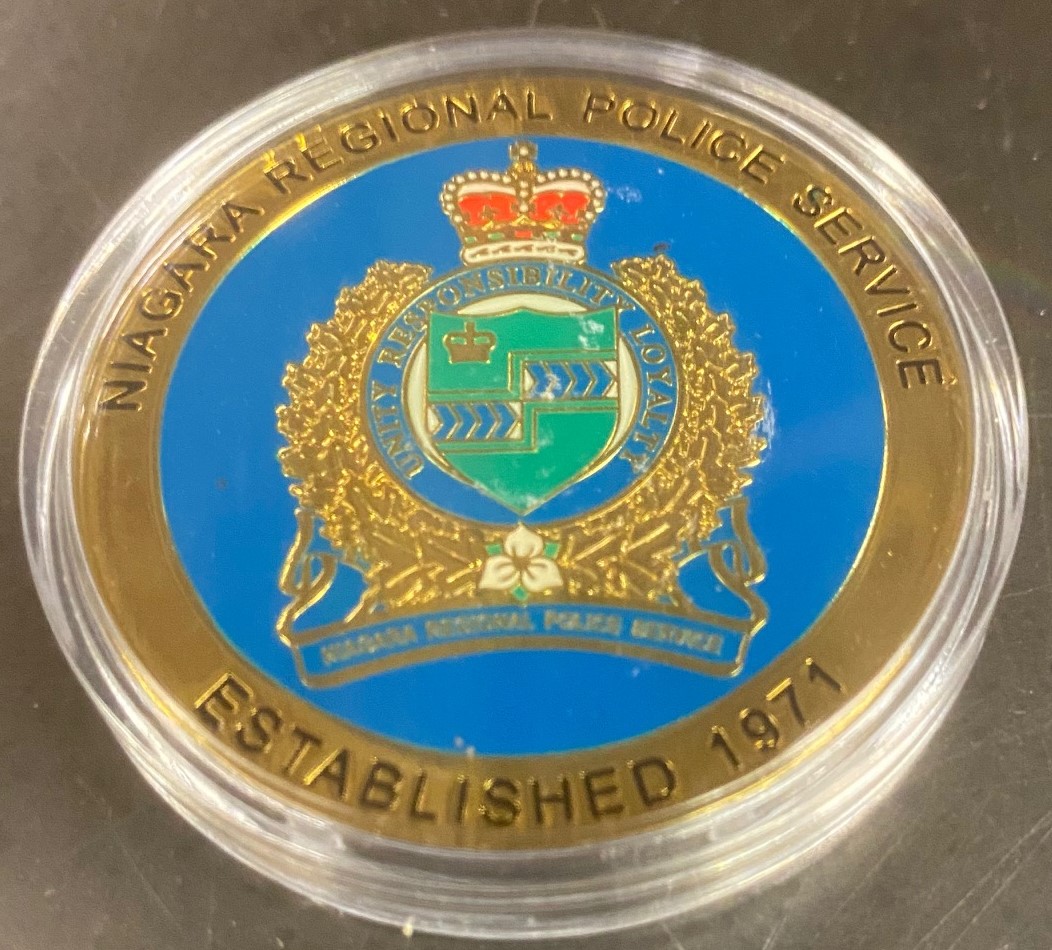 NIAGARA REGIONAL POLICE SERVICE
UNITY RESPONSIBILITY LOYALTY
NIAGARA REGIONAL POLICE SERVICE
ESTABLISHED 1971